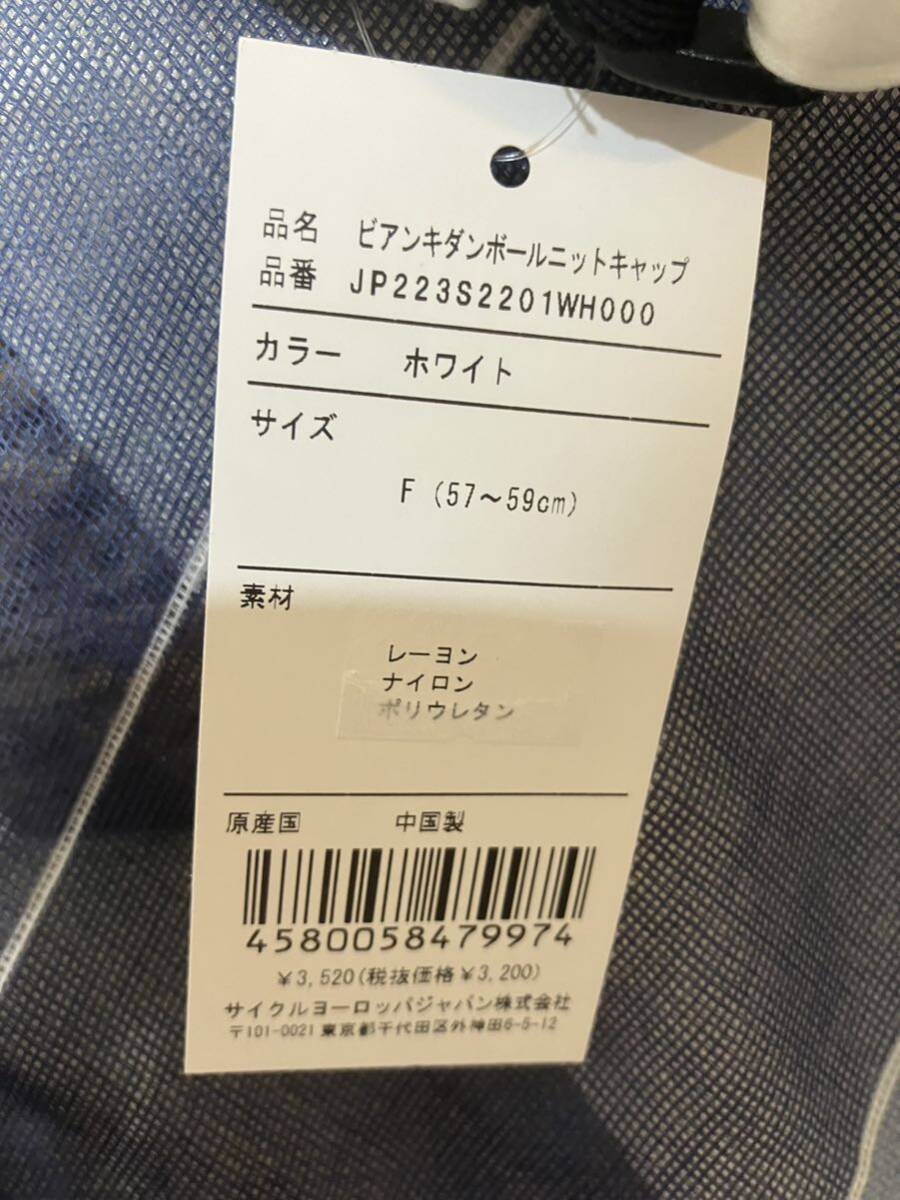 品名 ビアンキダンボールニットキャップ
品番 JP223S2201WH000
カラー ホワイト
サイズ
F (57～59cm)
素材
レーヨン
ナイロン
ポリウレタン
原産国 中国製
4580058479974
￥3,520(税抜価格￥3,200)
サイクルヨーロッパジャパン株式会社
〒101-0021 東京都千代田区外神田6-5-12